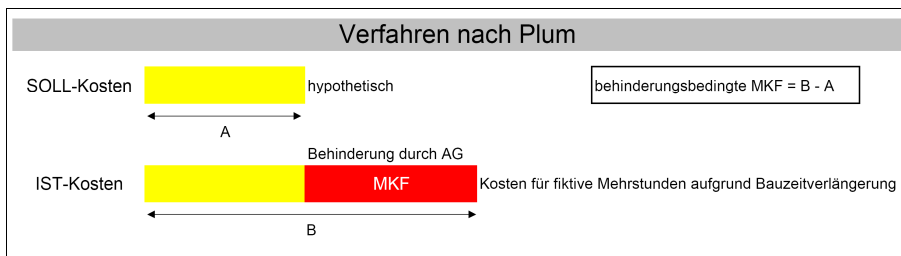 Verfahren nach Plum
SOLL-Kosten
hypothetisch
behinderungsbedingte MKF = B - A
A
Behinderung durch AG
IST-Kosten
MKF
Kosten für fiktive Mehrstunden aufgrund Bauzeitverlängerung
B